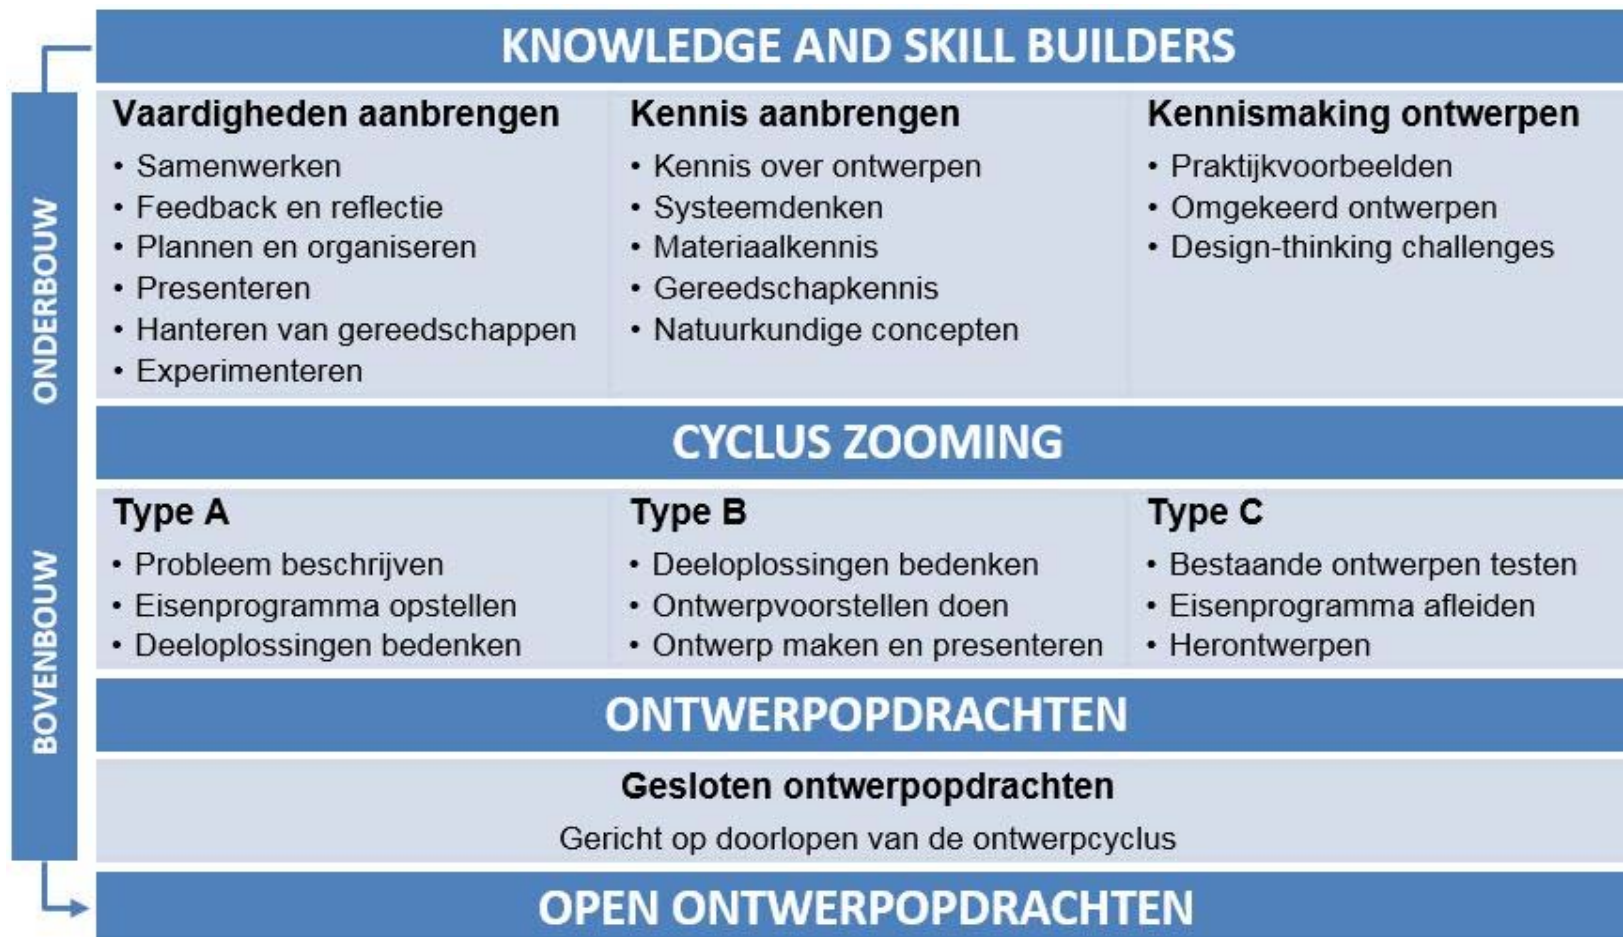 KNOWLEDGE AND SKILL BUILDERS
ONDERBOUW
BOVENBOUW
Vaardigheden aanbrengen
• Samenwerken
• Feedback en reflectie
• Plannen en organiseren
• Presenteren
• Hanteren van gereedschappen
• Experimenteren
Kennis aanbrengen
• Kennis over ontwerpen
• Systeemdenken
• Materiaalkennis
• Gereedschapkennis
• Natuurkundige concepten
Kennismaking ontwerpen
• Praktijkvoorbeelden
• Omgekeerd ontwerpen
• Design-thinking challenges
CYCLUS ZOOMING
Type A
• Probleem beschrijven
• Eisenprogramma opstellen
• Deeloplossingen bedenken
Type B
• Deeloplossingen bedenken
• Ontwerpvoorstellen doen
• Ontwerp maken en presenteren
Type C
• Bestaande ontwerpen testen
• Eisenprogramma afleiden
• Herontwerpen
ONTWERPOPDRACHTEN
Gesloten ontwerpopdrachten
Gericht op doorlopen van de ontwerpcyclus
OPEN ONTWERPOPDRACHTEN